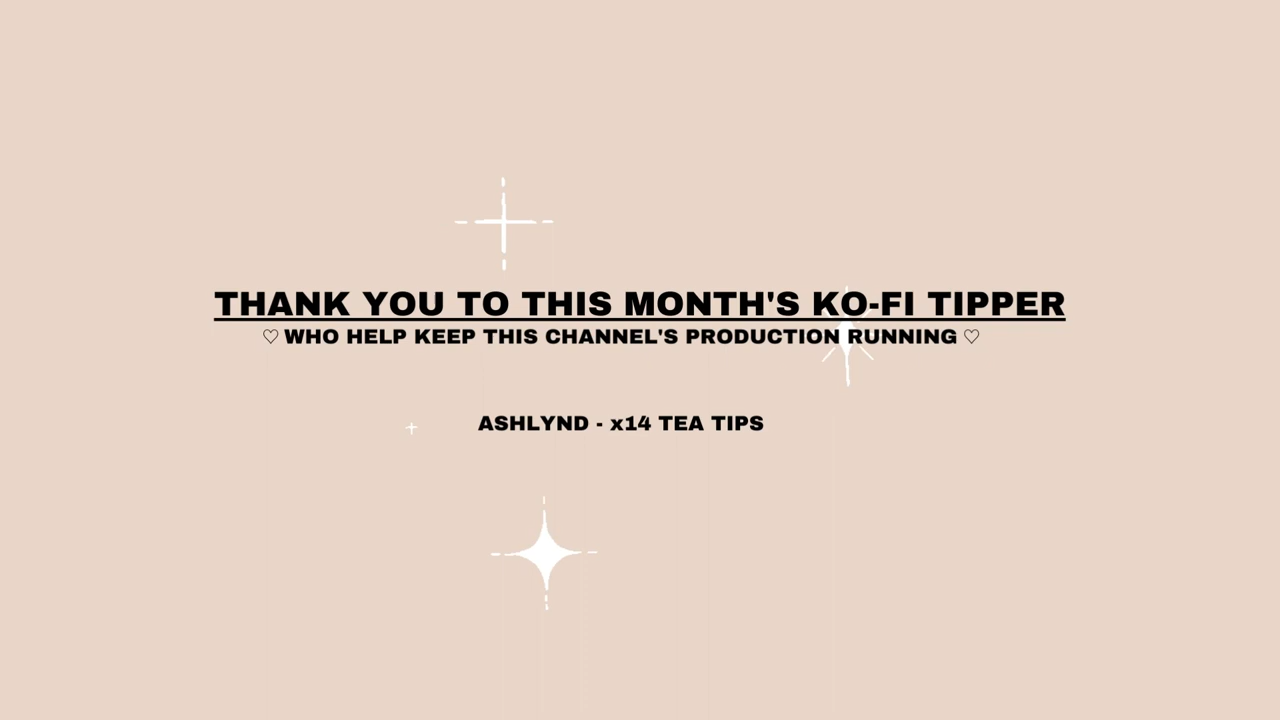 THANK YOU TO THIS MONTH'S KO-FI TIPPER
♡ WHO HELP KEEP THIS CHANNEL'S PRODUCTION RUNNING ♡
ASHLYND - x14 TEA TIPS